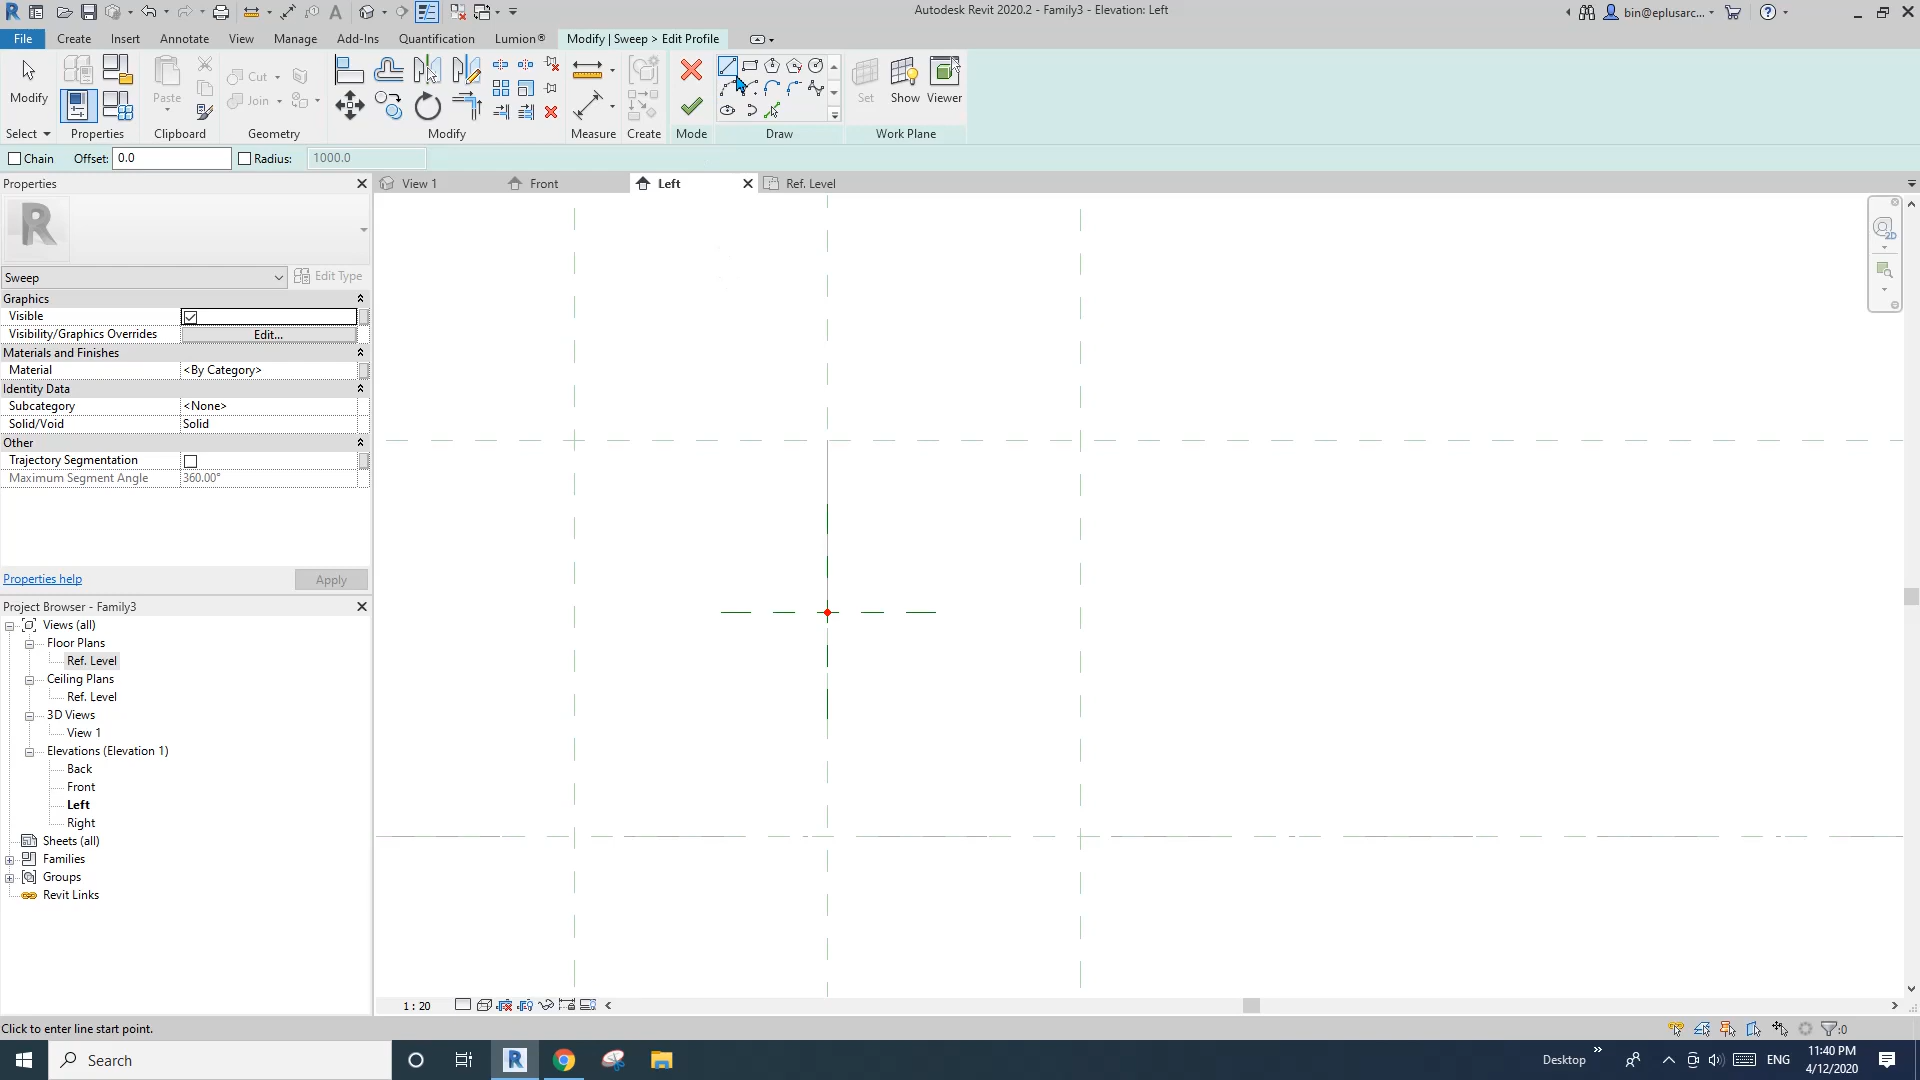 Autodesk Revit 2020.2 - Family3 - Elevation: Left
bin@eplusarc...
File Create Insert Annotate View Manage Add-Ins Quantification Lumion® Modify | Sweep > Edit Profile
Modify
Paste
Cut
Join
Set Show Viewer
Select Properties Clipboard Geometry Modify Measure Create Mode Draw Work Plane
Chain Offset: 0.0 Radius: 1000.0
Properties
View 1 Front Left Ref. Level
Sweep Edit Type
Graphics
Visible
Visibility/Graphics Overrides Edit...
Materials and Finishes
Material <By Category>
Identity Data
Subcategory <None>
Solid/Void Solid
Other
Trajectory Segmentation
Maximum Segment Angle 360.00°
Properties help Apply
Project Browser - Family3
Views (all)
Floor Plans
Ref. Level
Ceiling Plans
Ref. Level
3D Views
View 1
Elevations (Elevation 1)
Back
Front
Left
Right
Sheets (all)
Families
Groups
Revit Links
1 : 20
Click to enter line start point.
:0
Search
Desktop
ENG
11:40 PM
4/12/2020
2D